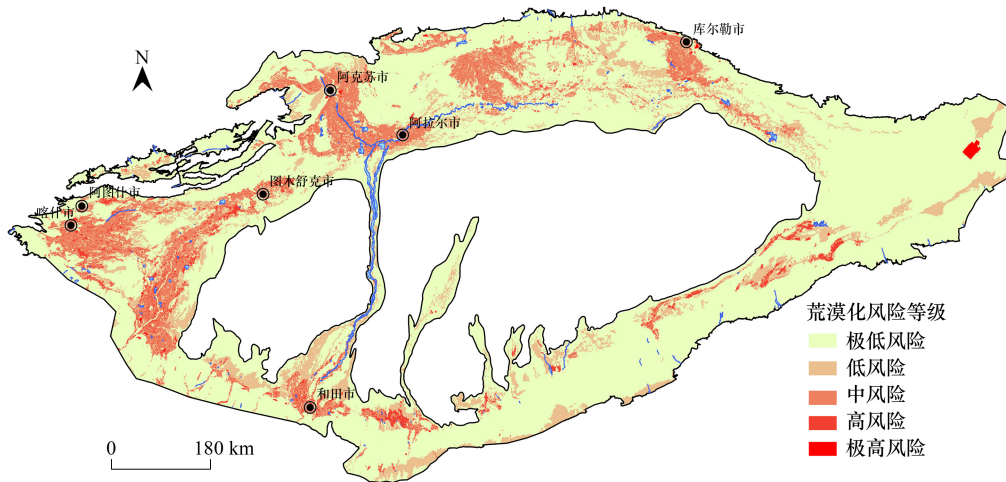 库尔勒市
N
阿克苏市
阿拉尔市
图木舒克市
阿图什市
喀什市
和田市
荒漠化风险等级
极低风险
低风险
中风险
高风险
极高风险
0 180 km